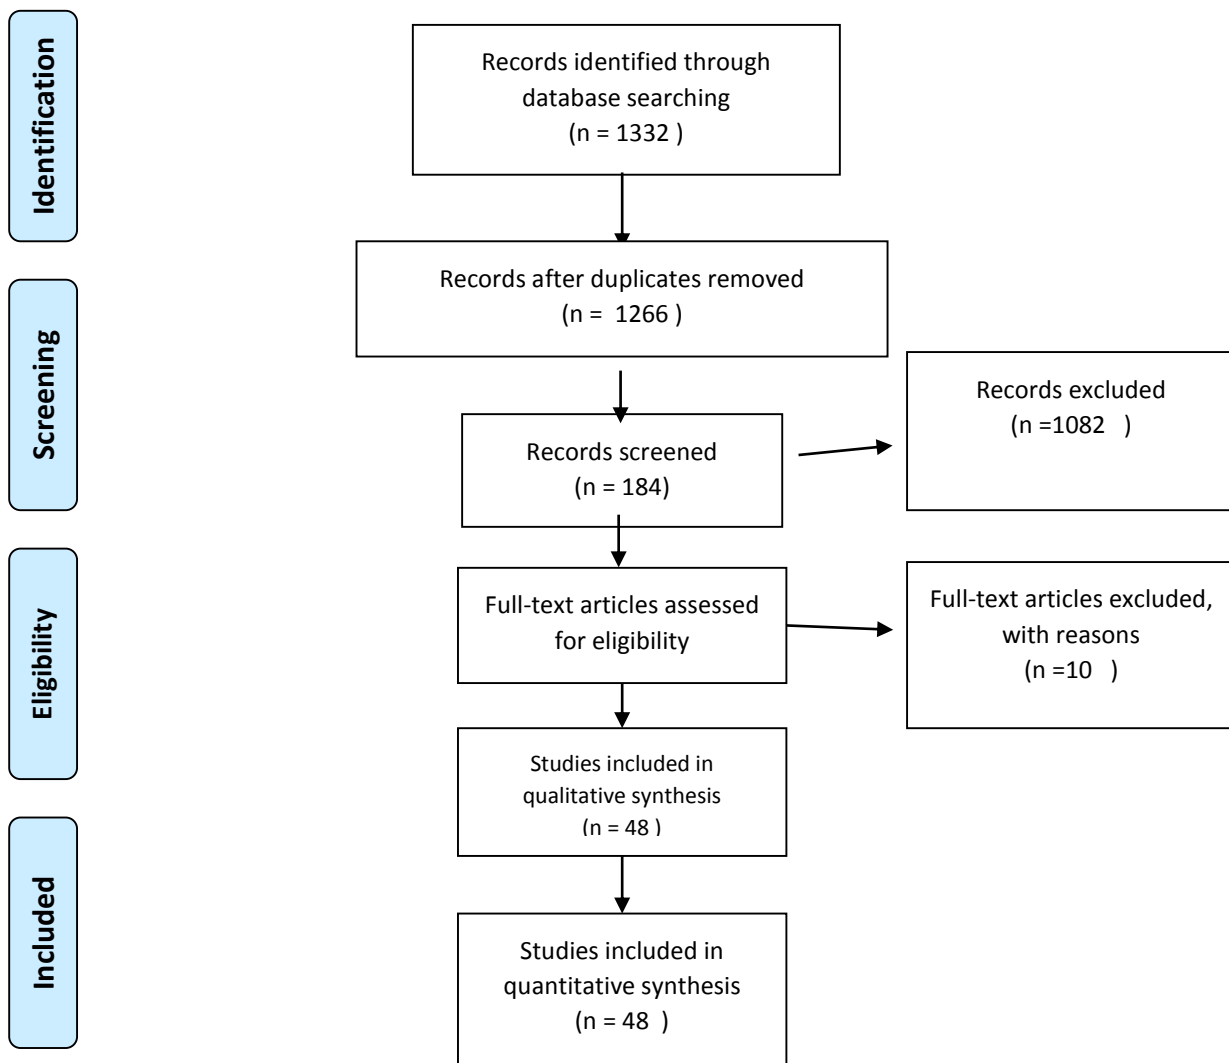 Identification
Records identified through
database searching
(n = 1332 )
Records after duplicates removed
(n = 1266 )
Screening
Records screened
(n = 184)
Records excluded
(n =1082 )
Eligibility
Full-text articles assessed
for eligibility
Full-text articles excluded,
with reasons
(n =10 )
Studies included in
qualitative synthesis
(n = 48 )
Included
Studies included in
quantitative synthesis
(n = 48 )